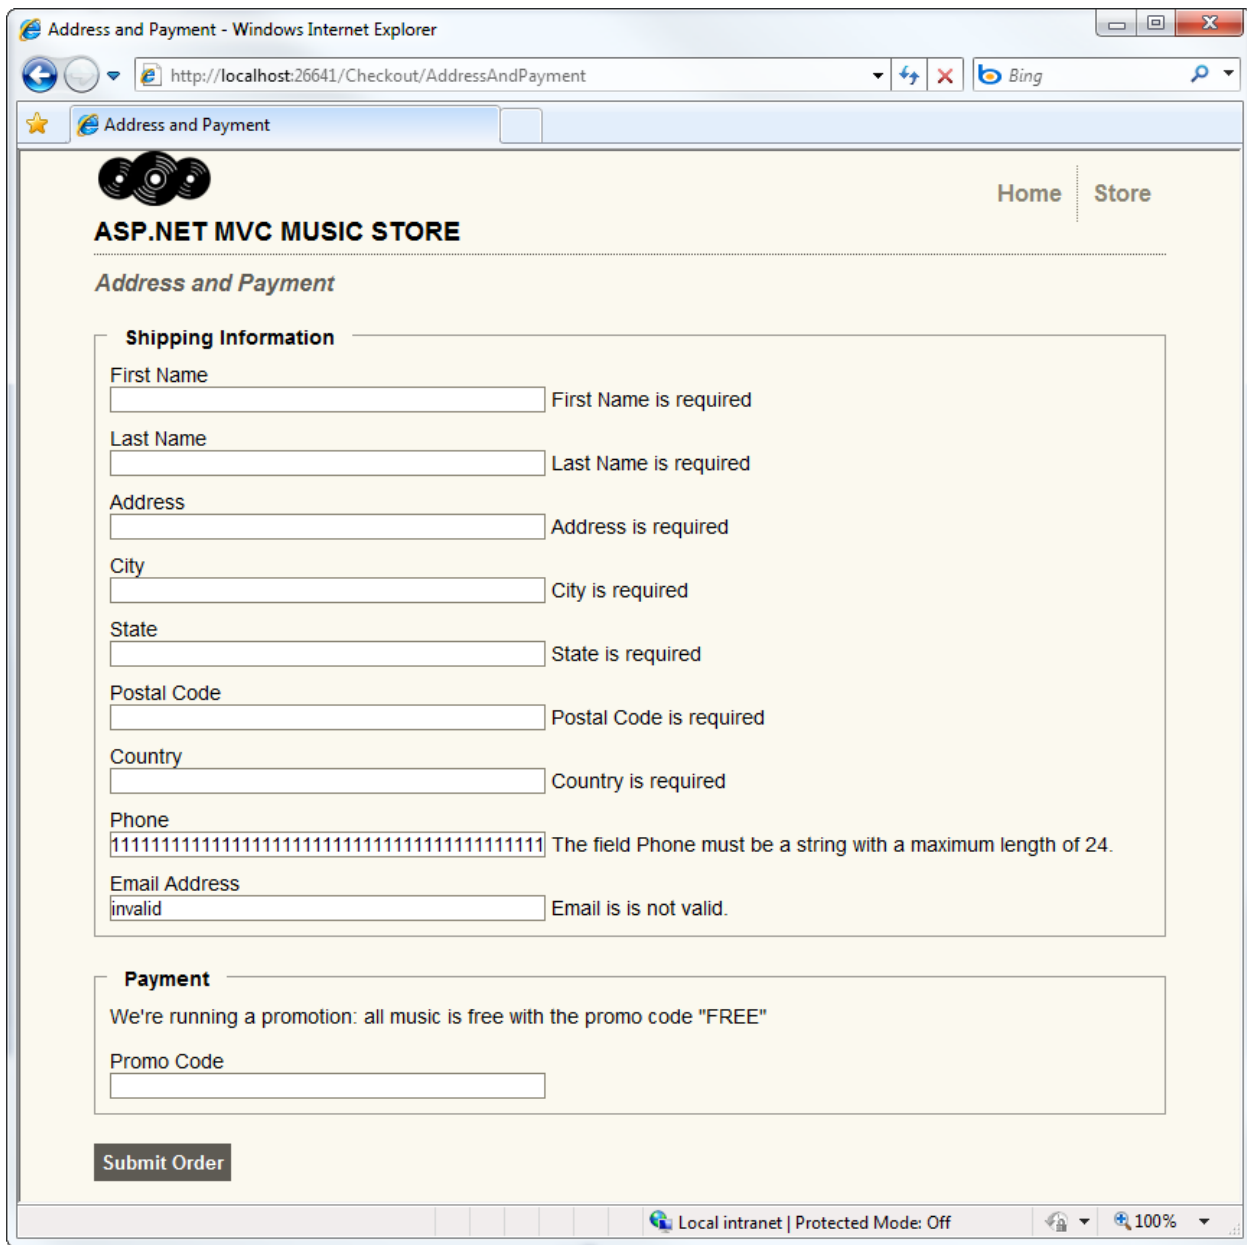 Address and Payment - Windows Internet Explorer
http://localhost:26641/Checkout/AddressAndPayment
Bing
Address and Payment
Home
Store
ASP.NET MVC MUSIC STORE
Address and Payment
Shipping Information
First Name
First Name is required
Last Name
Last Name is required
Address
Address is required
City
City is required
State
State is required
Postal Code
Postal Code is required
Country
Country is required
Phone
1111111111111111111111111111111111111111111 The field Phone must be a string with a maximum length of 24.
Email Address
invalid Email is is not valid.
Payment
We're running a promotion: all music is free with the promo code "FREE"
Promo Code
Submit Order
Local intranet | Protected Mode: Off
100%